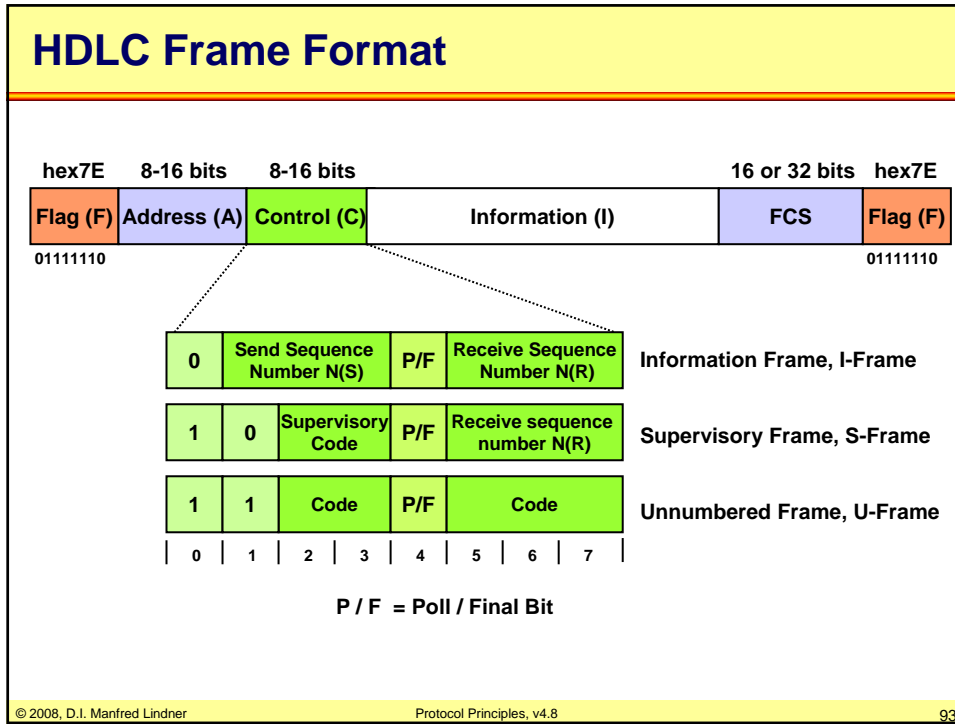 HDLC Frame Format
hex7E 8-16 bits 8-16 bits 16 or 32 bits hex7E
Flag (F) Address (A) Control (C) Information (I) FCS Flag (F)
01111110 01111110
0 Send Sequence Number N(S) P/F Receive Sequence Number N(R) Information Frame, I-Frame
1 0 Supervisory Code P/F Receive sequence number N(R) Supervisory Frame, S-Frame
1 1 Code P/F Code Unnumbered Frame, U-Frame
0 1 2 3 4 5 6 7
P / F = Poll / Final Bit
© 2008, D.I. Manfred Lindner Protocol Principles, v4.8 93